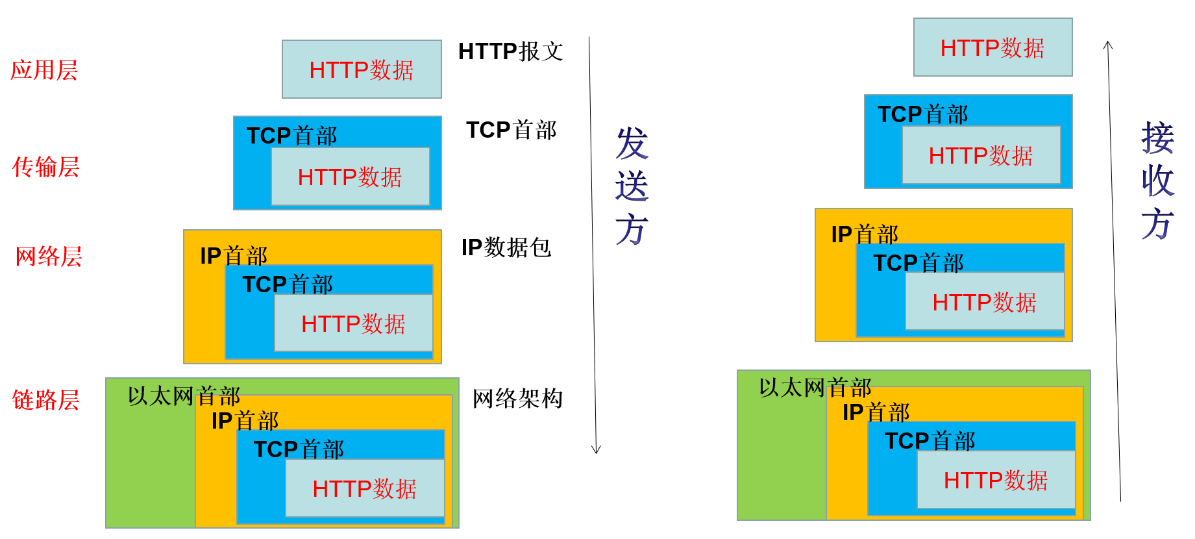 应用层
HTTP数据
HTTP报文
传输层
TCP首部
HTTP数据
TCP首部
网络层
IP首部
TCP首部
HTTP数据
IP数据包
链路层
以太网首部
IP首部
TCP首部
HTTP数据
网络架构
发送方
HTTP数据
TCP首部
HTTP数据
IP首部
TCP首部
HTTP数据
以太网首部
IP首部
TCP首部
HTTP数据
接收方